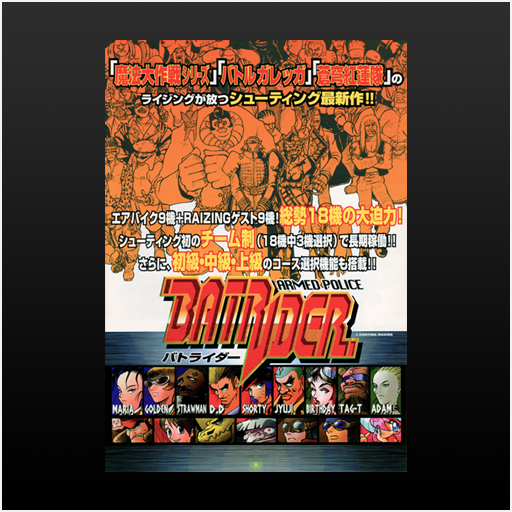 「魔法大作戦シリーズ」「バトルガレッガ」「蒼穹紅蓮隊」の
ライジングが放つシューティング最新作!!
エアバイク9機+RAIZINGゲスト9機!総勢18機の大迫力!
シューティング初のチーム制(18機中3機選択)で長期稼働!!
さらに、初級・中級・上級のコース選択機能も搭載!!
ARMED POLICE
BATRIDER
バトライダー
MARIA GOLDEN STRAWMAN D.D SHORTY JYUJI BIRTHDAY TAG-T ADAM